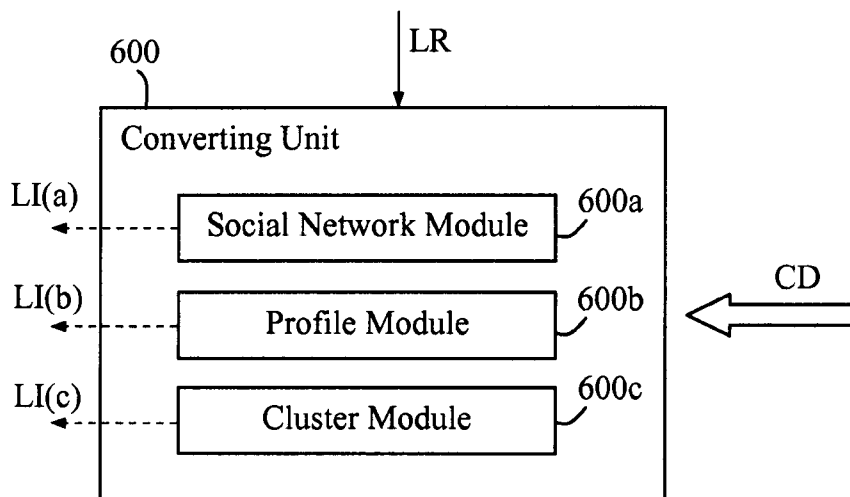 LR
600
Converting Unit
LI(a)
Social Network Module
600a
LI(b)
Profile Module
600b
CD
LI(c)
Cluster Module
600c